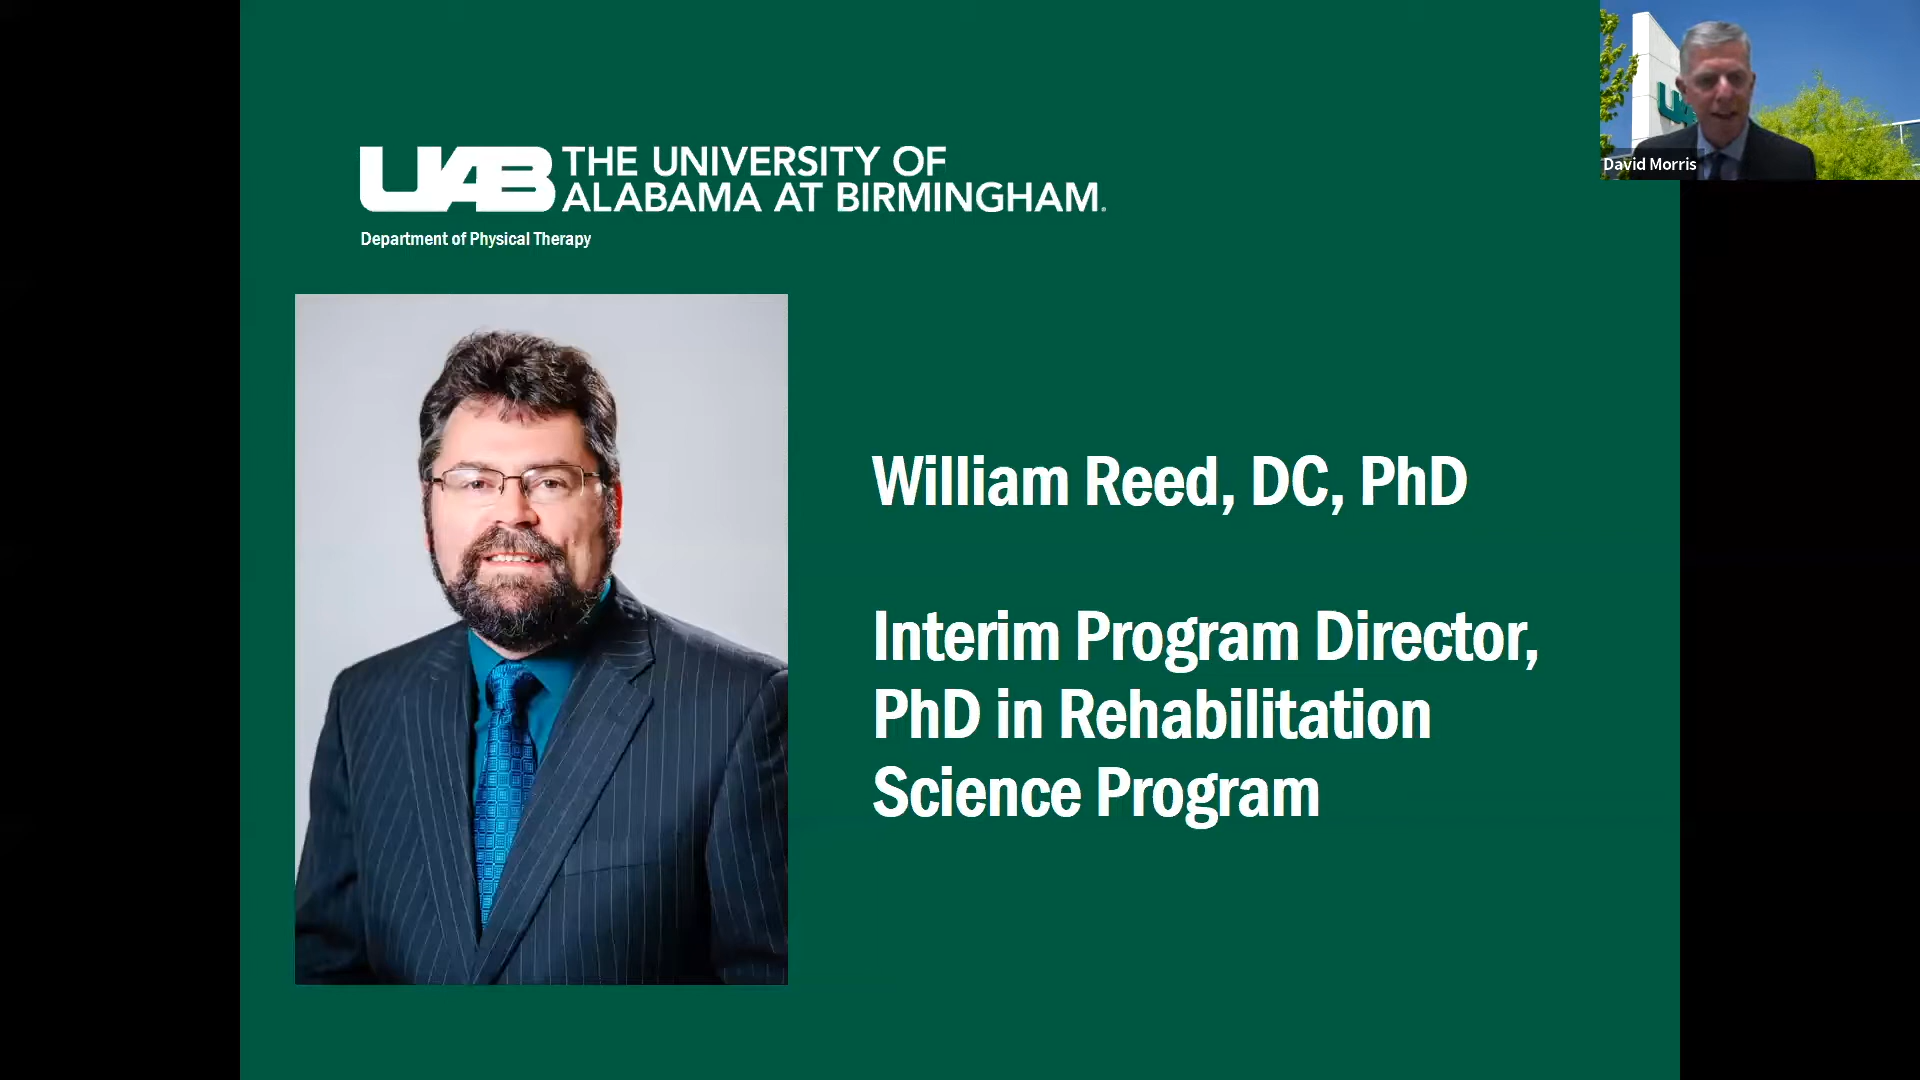 UAB THE UNIVERSITY OF
ALABAMA AT BIRMINGHAM.
Department of Physical Therapy
William Reed, DC, PhD
Interim Program Director,
PhD in Rehabilitation
Science Program
David Morris